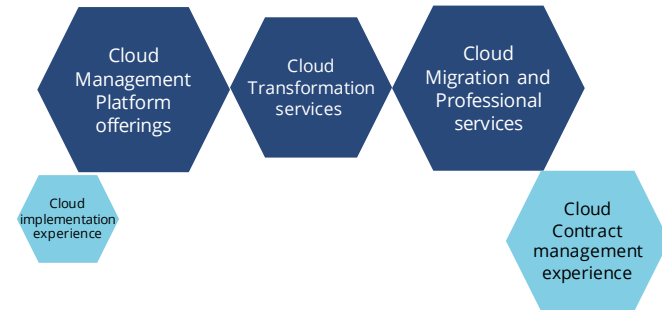 Cloud
Management
Platform
offerings
Cloud
Transformation
services
Cloud
Migration and
Professional
services
Cloud
implementation
experience
Cloud
Contract
management
experience